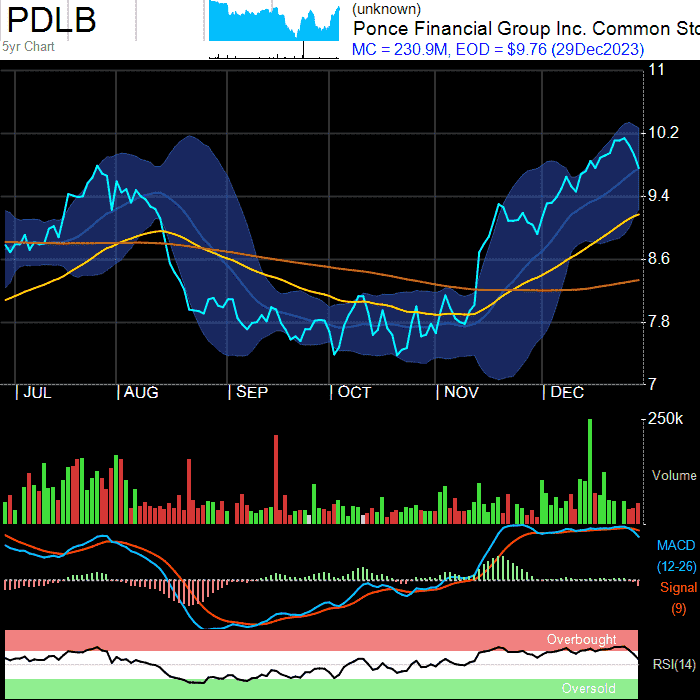 PDLB
5yr Chart
(unknown)
Ponce Financial Group Inc. Common Sto
MC = 230.9M, EOD = $9.76 (29Dec2023)
11
10.2
9.4
8.6
7.8
7
JUL AUG SEP OCT NOV DEC
250k
Volume
MACD
(12-26)
Signal
(9)
Overbought
RSI(14)
Oversold